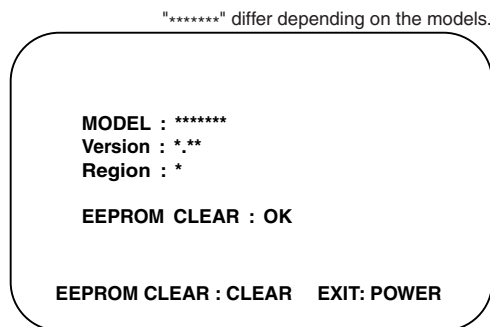 "*******" differ depending on the models.
MODEL : *******
Version : *.**
Region : *
EEPROM CLEAR : OK
EEPROM CLEAR : CLEAR EXIT: POWER